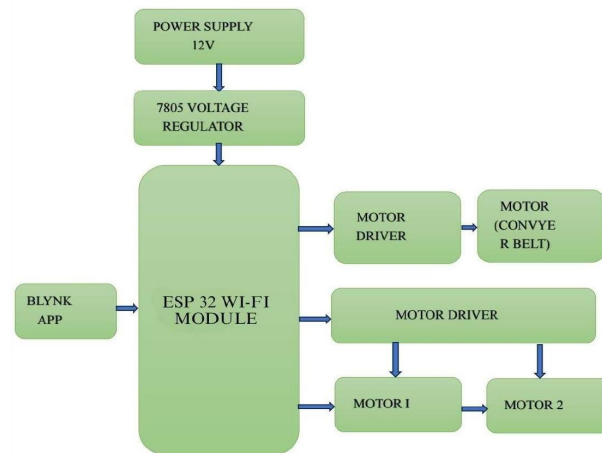 POWER SUPPLY
12V
7805 VOLTAGE
REGULATOR
MOTOR
DRIVER
MOTOR
(CONVYE
R BELT)
BLYNK
APP
ESP 32 WI-FI
MODULE
MOTOR DRIVER
MOTOR I
MOTOR 2